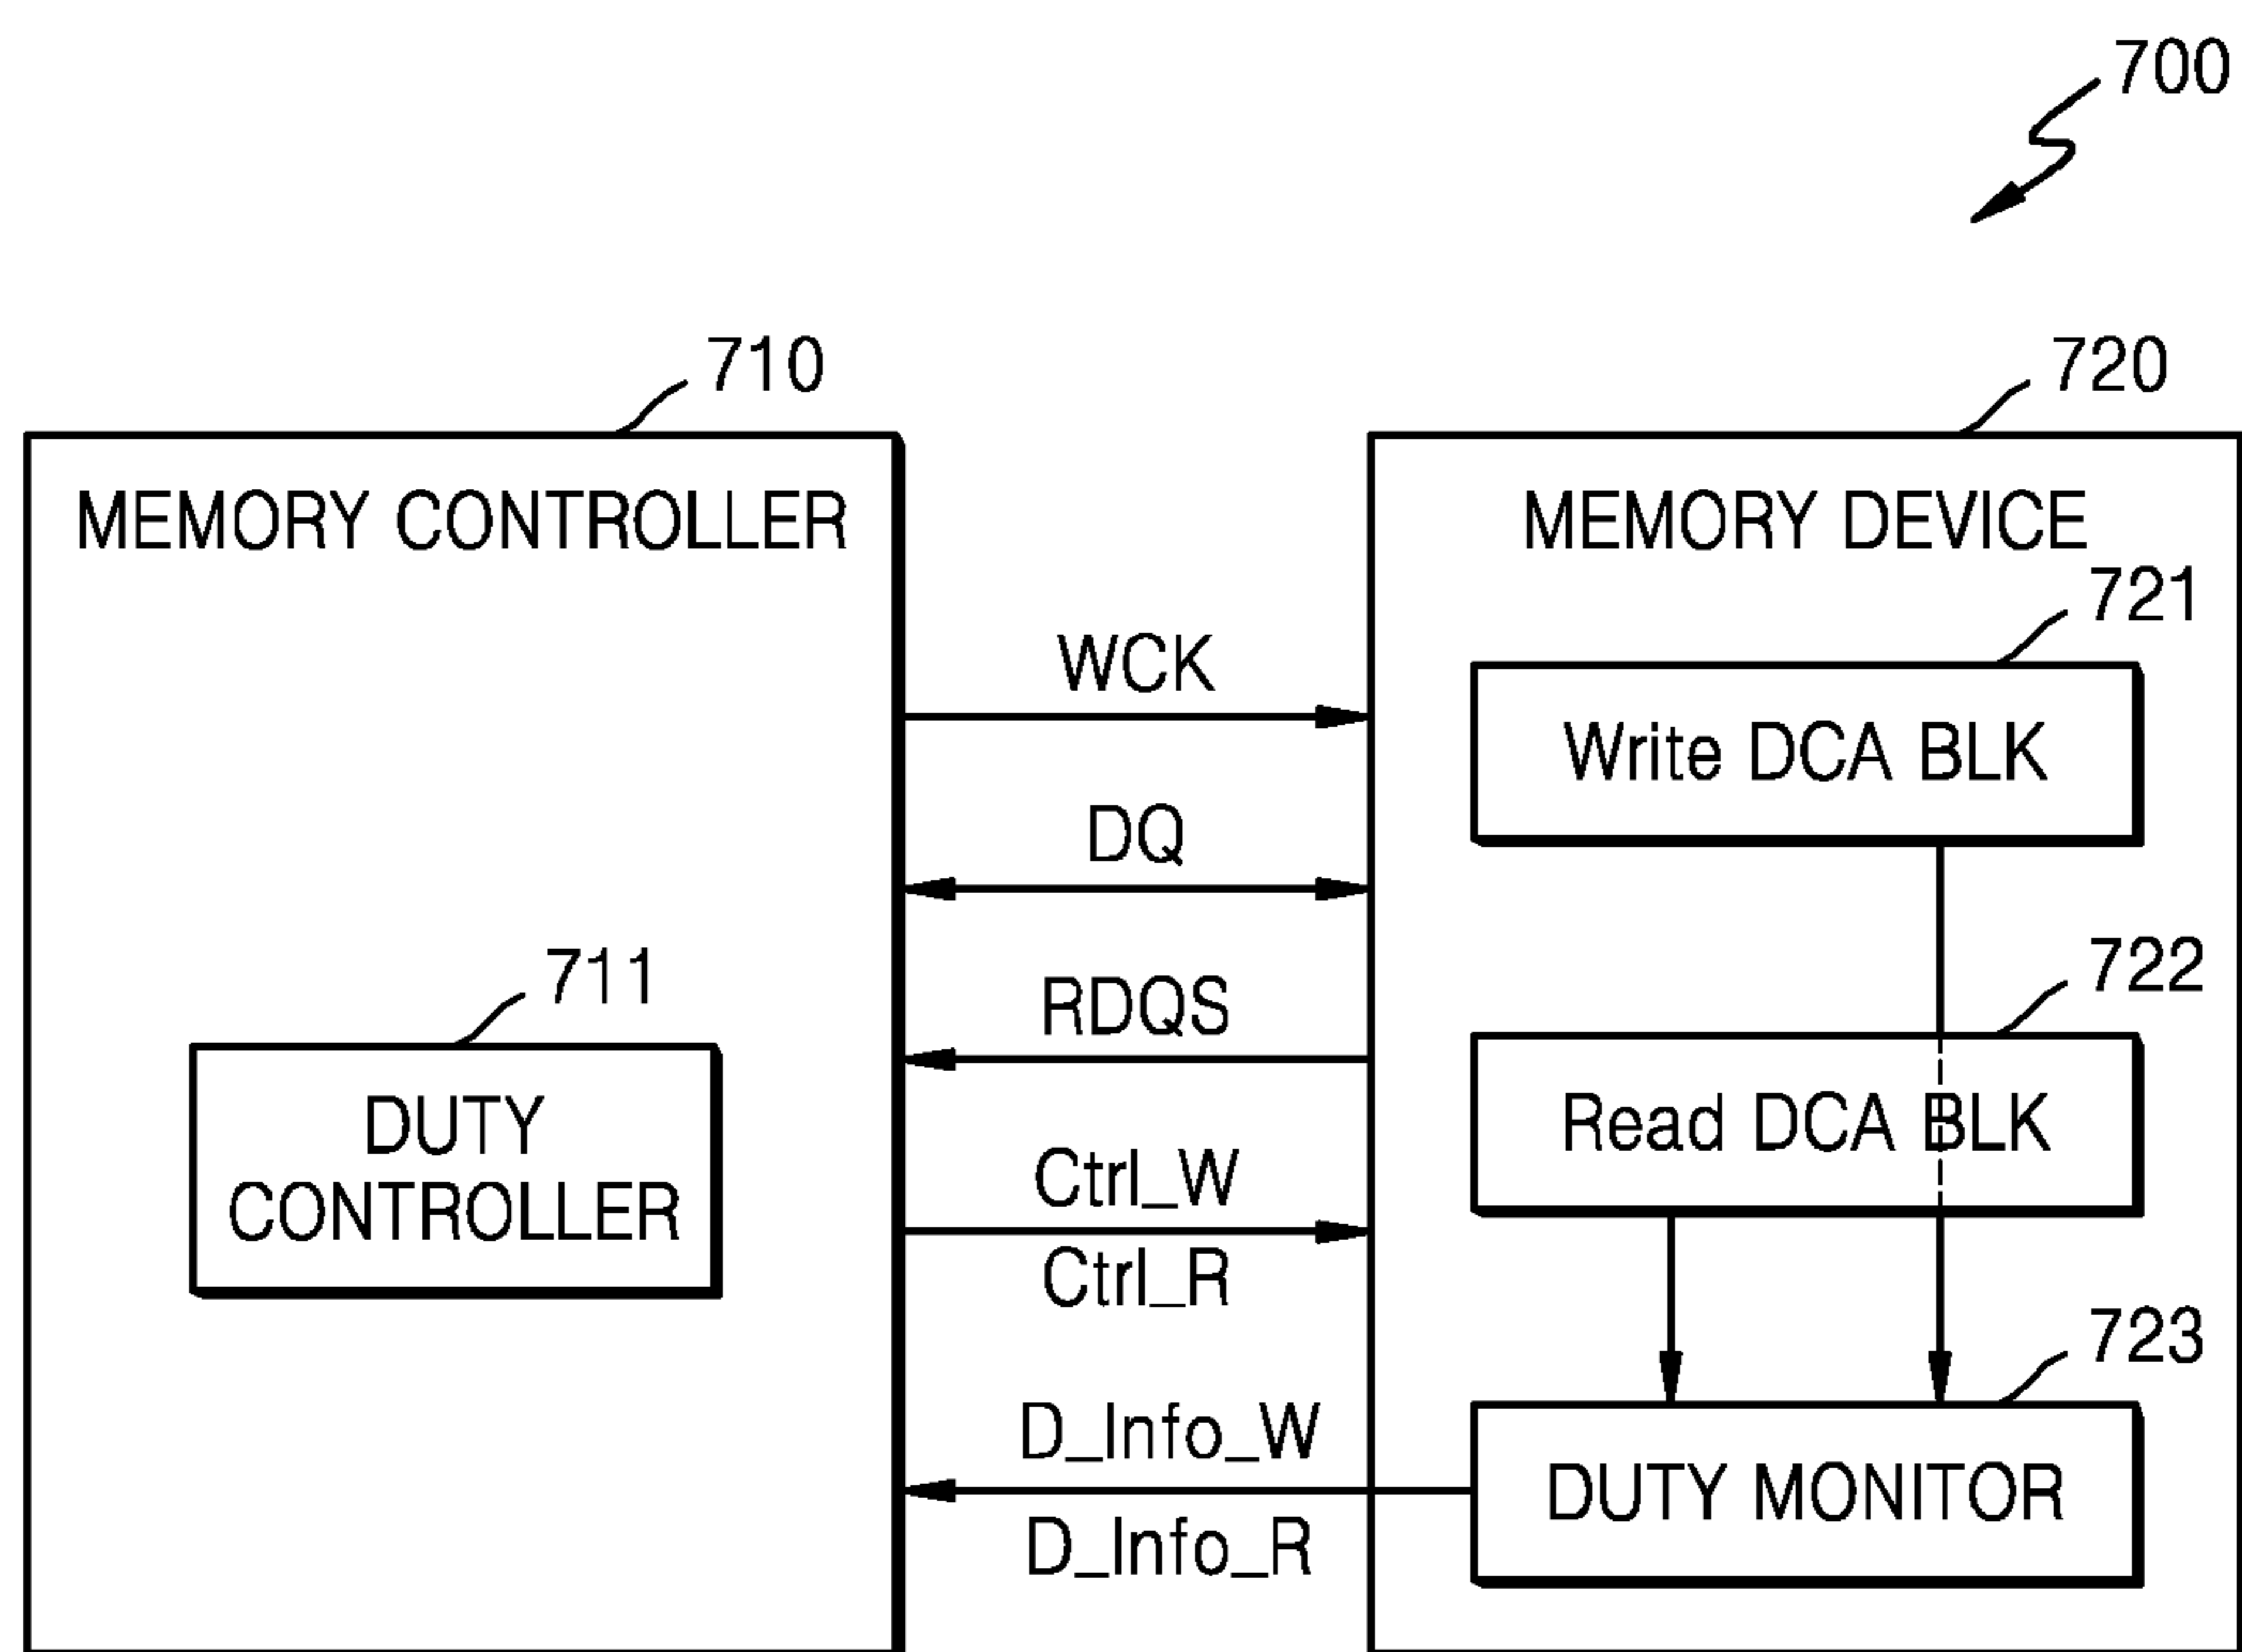 700
710
720
MEMORY CONTROLLER
MEMORY DEVICE
721
WCK
Write DCA BLK
DQ
711
722
RDQS
DUTY
CONTROLLER
Read DCA BLK
Ctrl_W
Ctrl_R
723
D_Info_W
DUTY MONITOR
D_Info_R